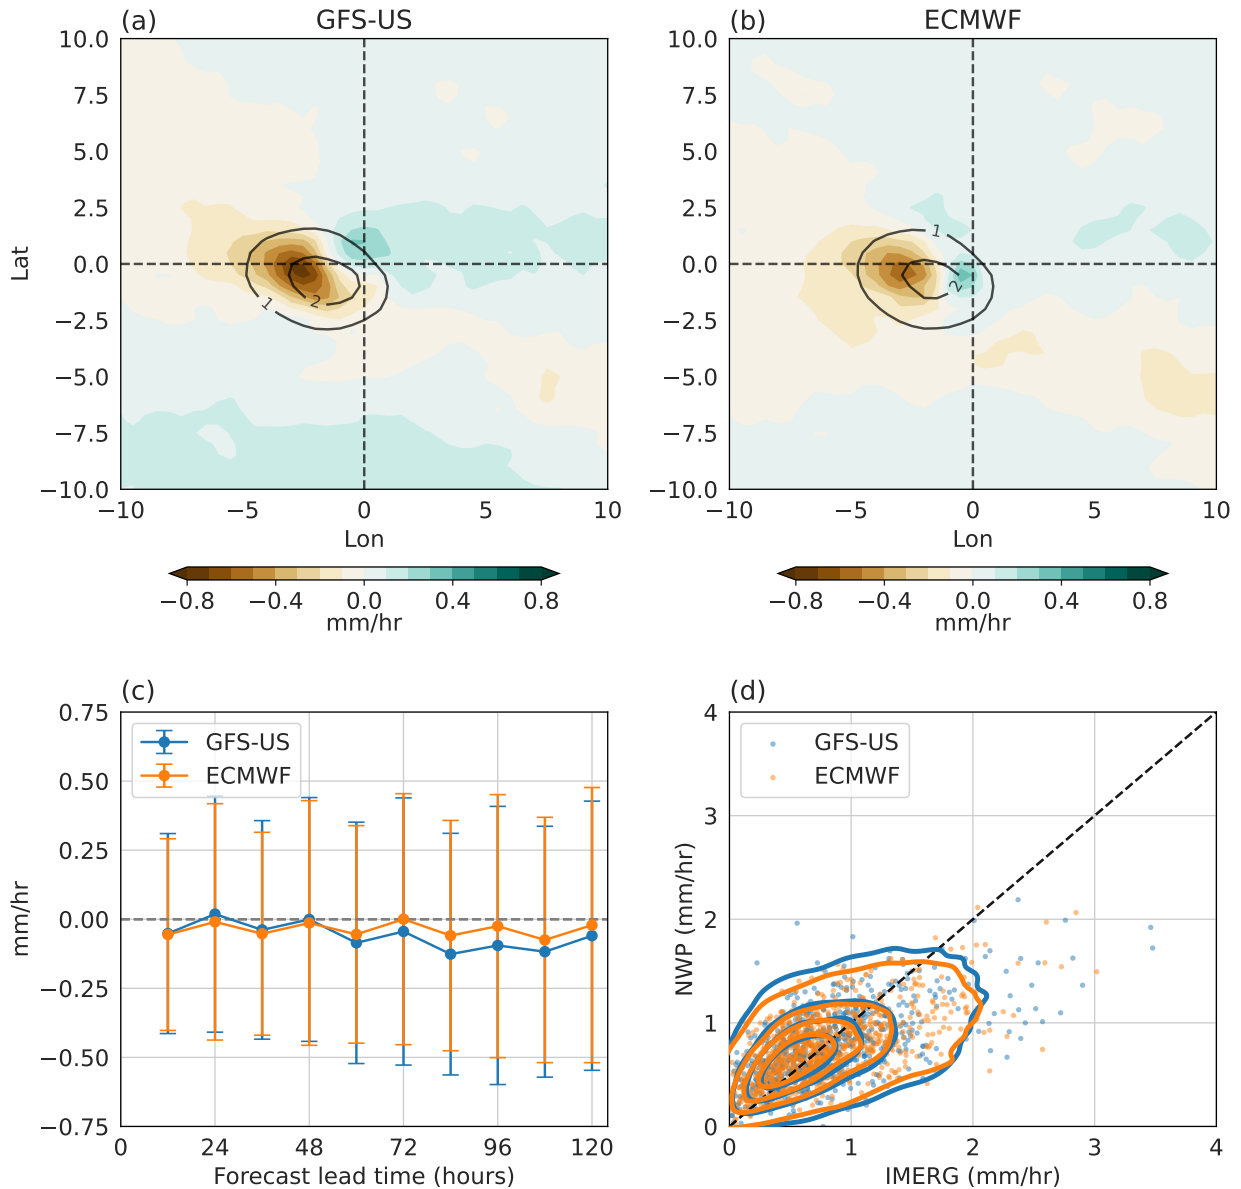 (a) GFS-US
10.0
7.5
5.0
2.5
0.0
−2.5
−5.0
−7.5
−10.0
Lat
1
2
−10 −5 0 5 10
Lon
−0.8 −0.4 0.0 0.4 0.8
mm/hr
(b) ECMWF
10.0
7.5
5.0
2.5
0.0
−2.5
−5.0
−7.5
−10.0
1
2
−10 −5 0 5 10
Lon
−0.8 −0.4 0.0 0.4 0.8
mm/hr
(c)
0.75
0.50
0.25
0.00
−0.25
−0.50
−0.75
mm/hr
GFS-US
ECMWF
0 24 48 72 96 120
Forecast lead time (hours)
(d)
4
3
2
1
0
NWP (mm/hr)
GFS-US
ECMWF
0 1 2 3 4
IMERG (mm/hr)